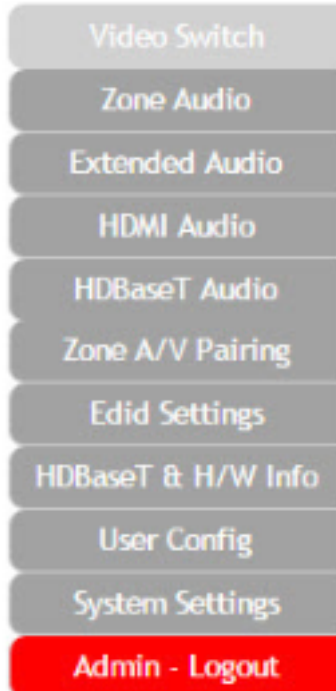 Video Switch
Zone Audio
Extended Audio
HDMI Audio
HDBaseT Audio
Zone A/V Pairing
Edid Settings
HDBaseT & H/W Info
User Config
System Settings
Admin - Logout